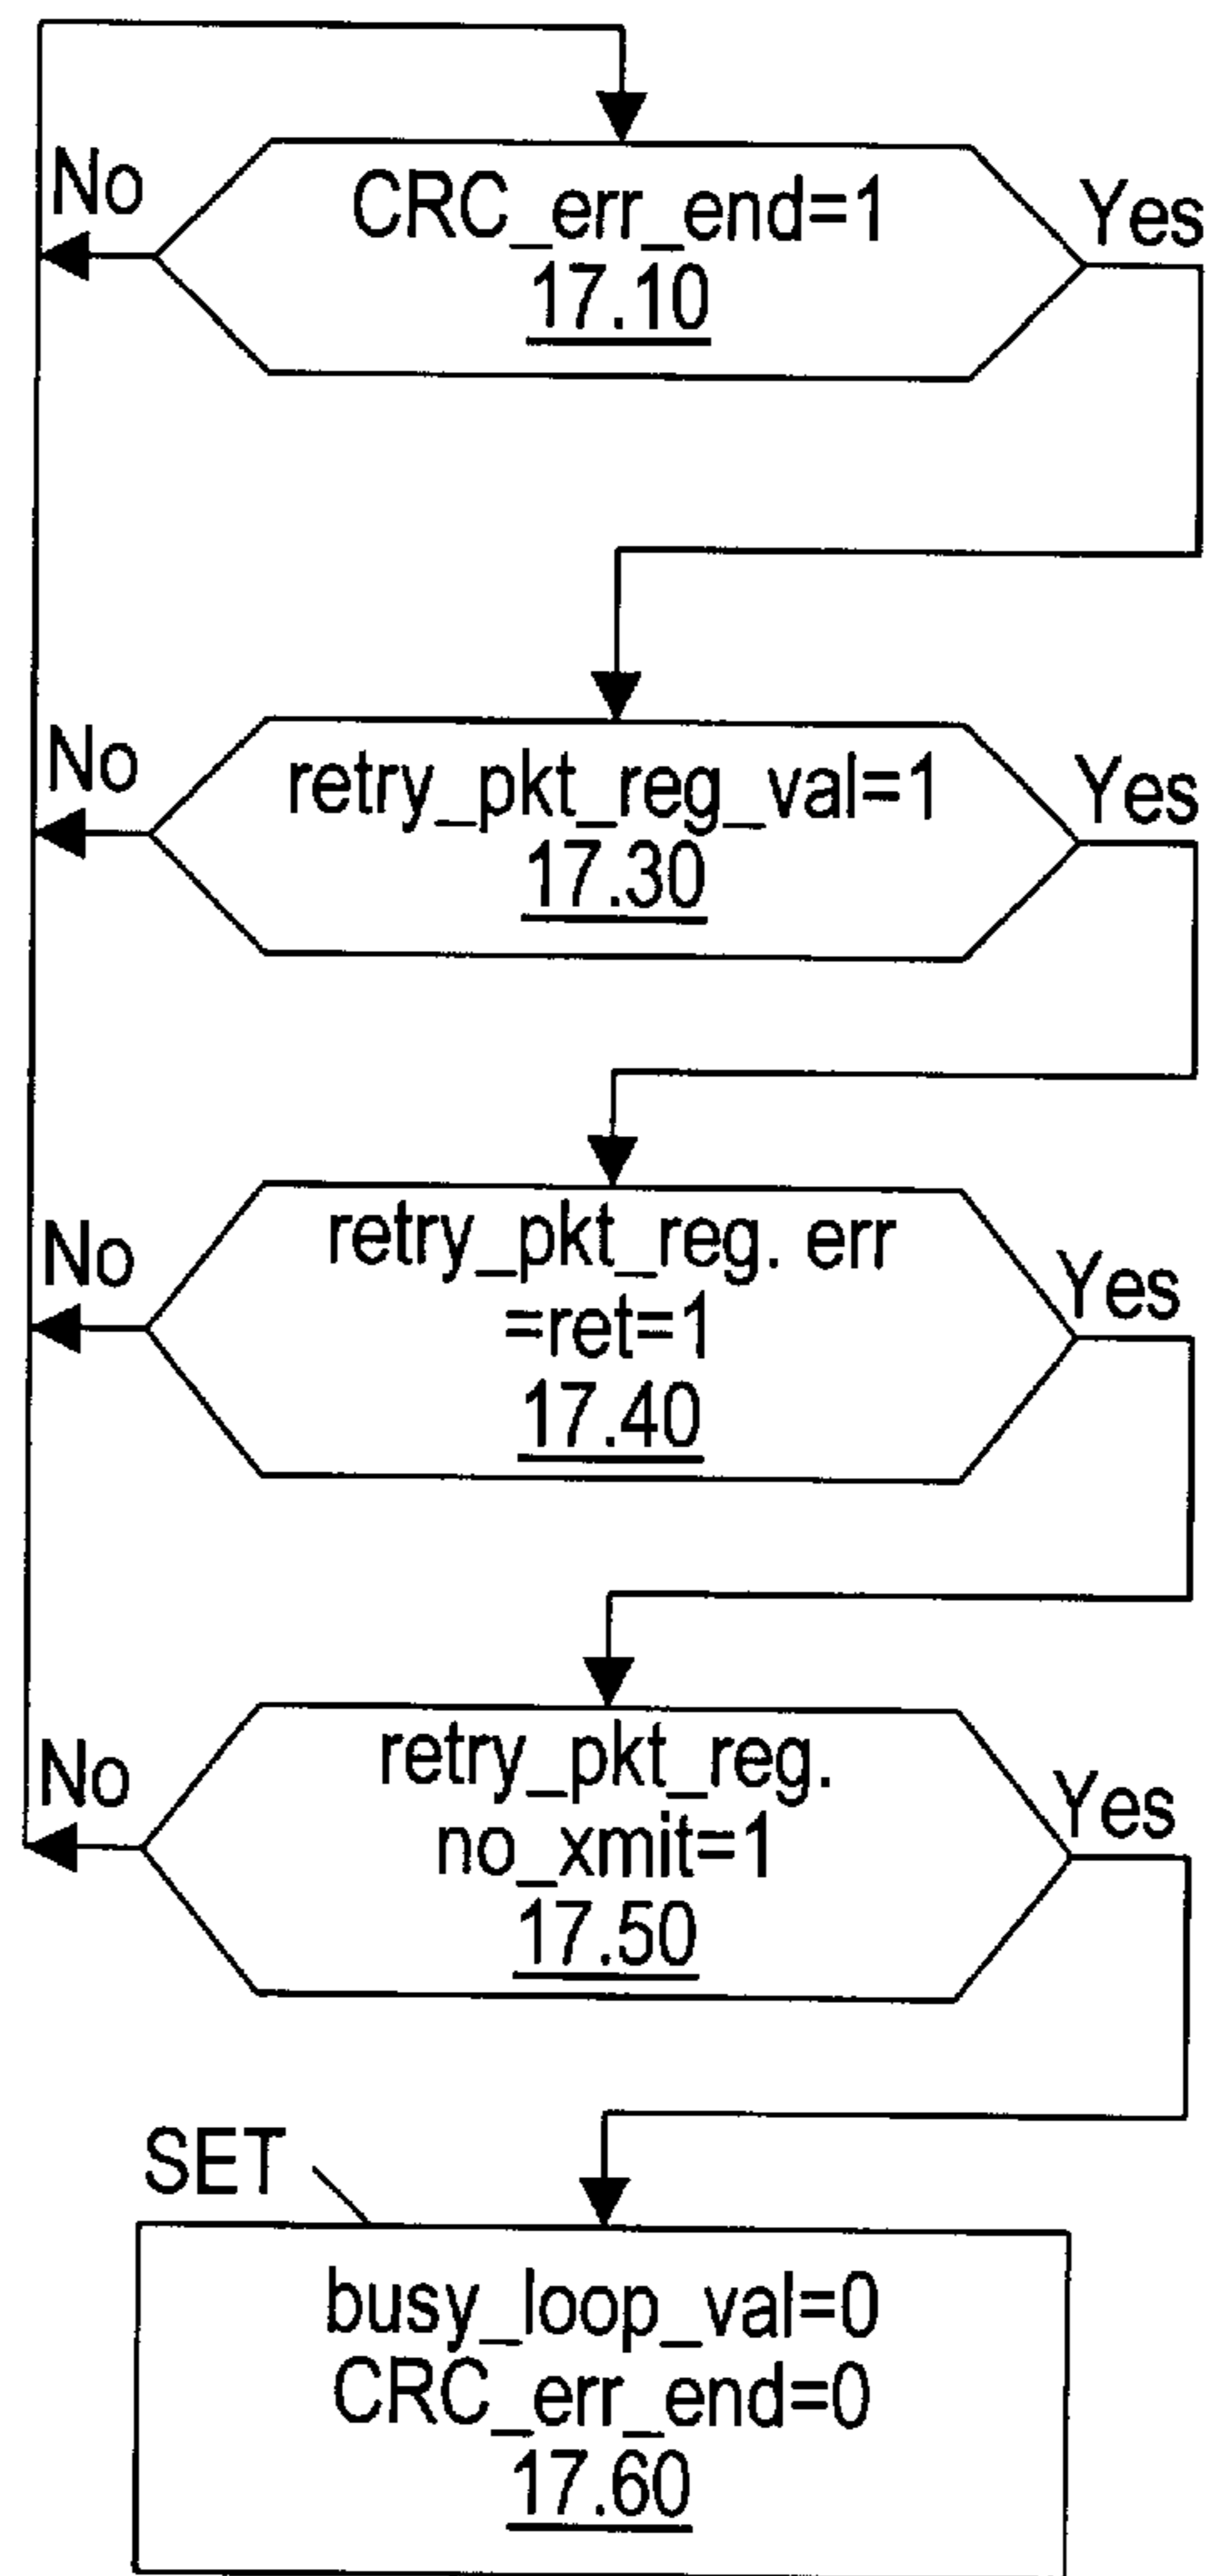 No
CRC_err_end=1
Yes
17.10
No
retry_pkt_reg_val=1
Yes
17.30
No
retry_pkt_reg. err
Yes
=ret=1
17.40
No
retry_pkt_reg.
Yes
no_xmit=1
17.50
SET
busy_loop_val=0
CRC_err_end=0
17.60